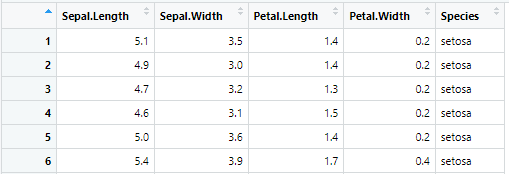 Sepal.Length Sepal.Width Petal.Length Petal.Width Species
1 5.1 3.5 1.4 0.2 setosa
2 4.9 3.0 1.4 0.2 setosa
3 4.7 3.2 1.3 0.2 setosa
4 4.6 3.1 1.5 0.2 setosa
5 5.0 3.6 1.4 0.2 setosa
6 5.4 3.9 1.7 0.4 setosa